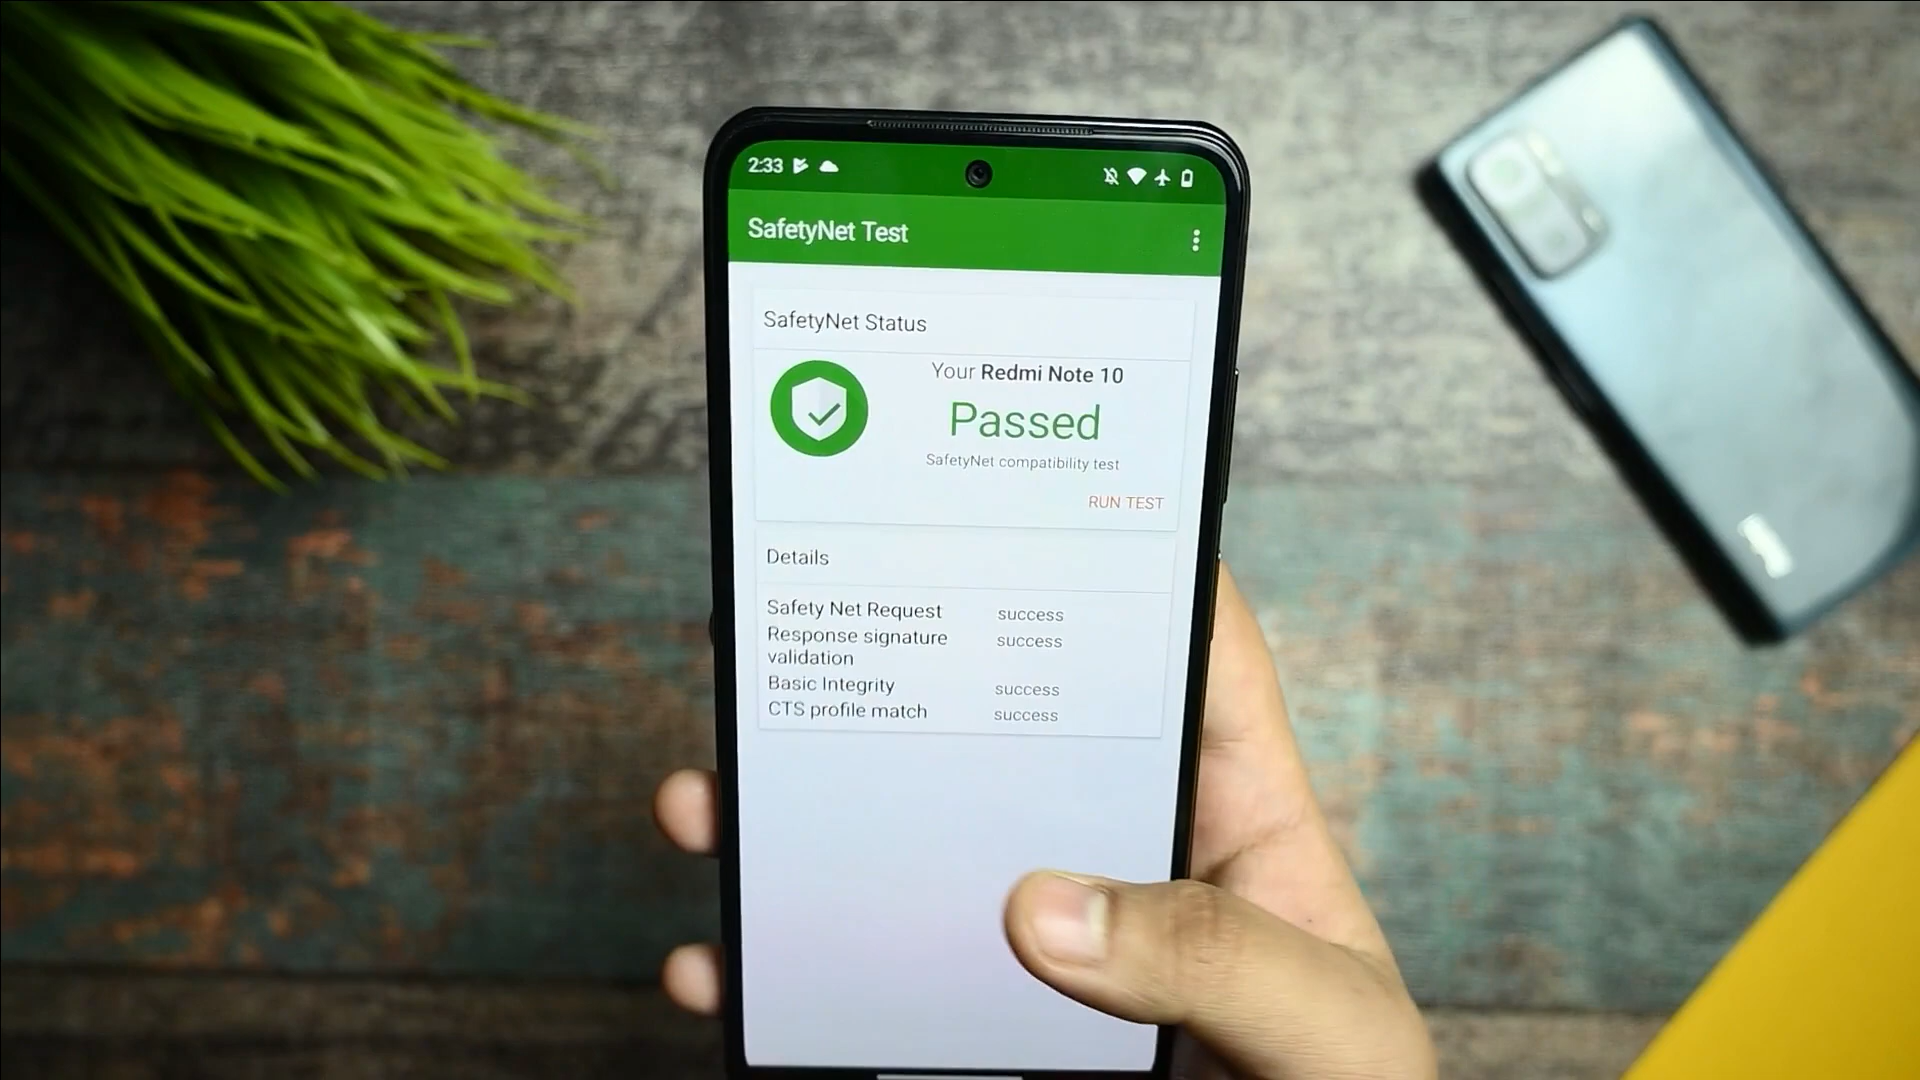 2:33
SafetyNet Test
SafetyNet Status
Your Redmi Note 10
Passed
SafetyNet compatibility test
RUN TEST
Details
Safety Net Request success
Response signature success
validation
Basic Integrity success
CTS profile match success